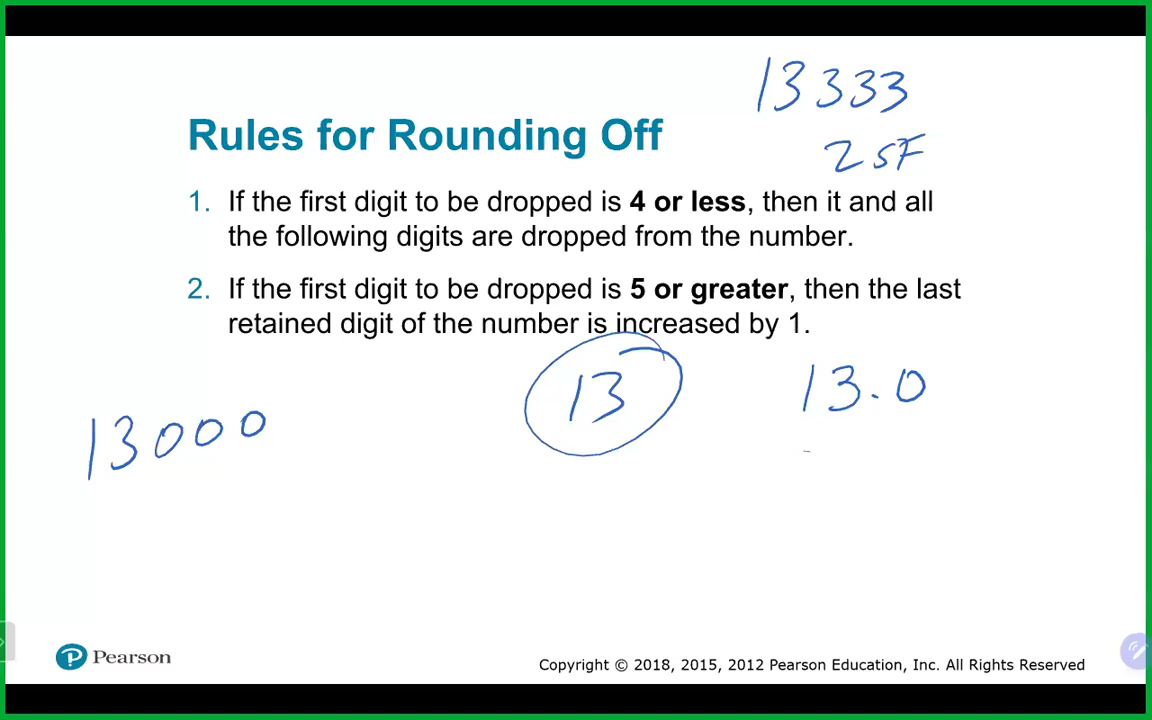 13333
2 SF
Rules for Rounding Off
1. If the first digit to be dropped is 4 or less, then it and all
the following digits are dropped from the number.
2. If the first digit to be dropped is 5 or greater, then the last
retained digit of the number is increased by 1.
13
13.0
13000
Pearson
Copyright © 2018, 2015, 2012 Pearson Education, Inc. All Rights Reserved